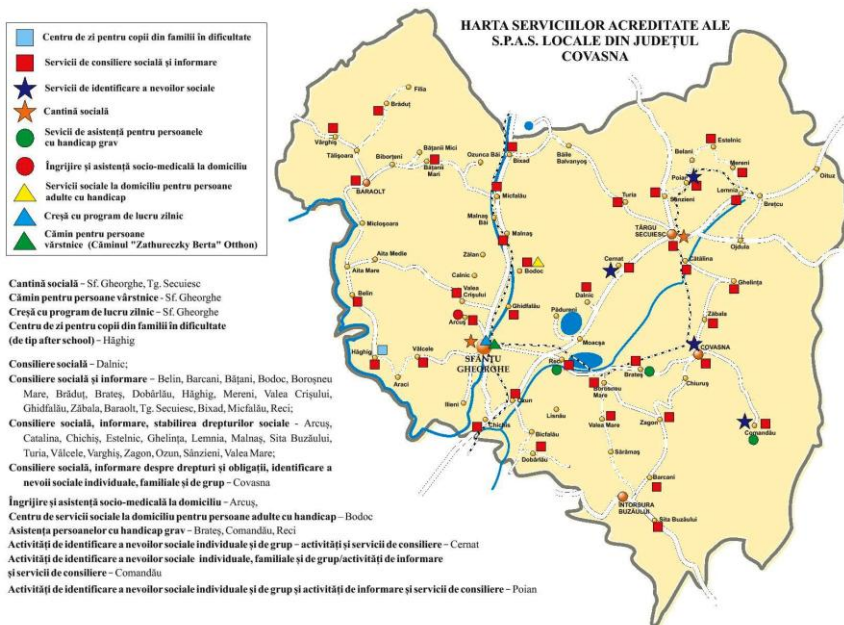 HARTA SERVICIILOR ACREDITATE ALE
S.P.A.S. LOCALE DIN JUDEȚUL
COVASNA
Centru de zi pentru copii din familii în dificultate
Servicii de consiliere socială și informare
Servicii de identificare a nevoilor sociale
Cantină socială
Sevicii de asistență pentru persoanele
cu handicap grav
Îngrijire și asistență socio-medicală la domiciliu
Servicii sociale la domiciliu pentru persoane
adulte cu handicap
Creșă cu program de lucru zilnic
Cămin pentru persoane
vârstnice (Căminul "Zathureczky Berta" Otthon)
Cantină socială – Sf. Gheorghe, Tg. Secuiesc
Cămin pentru persoane vârstnice - Sf. Gheorghe
Creșă cu program de lucru zilnic – Sf. Gheorghe
Centru de zi pentru copii din familii în dificultate
(de tip after school) – Hăghig
Consiliere socială – Dalnic;
Consiliere socială și informare – Belin, Barcani, Bățani, Bodoc, Boroșneu
Mare, Brăduț, Brateș, Dobârlău, Hăghig, Mereni, Valea Crișului,
Ghidfalău, Zăbala, Baraolt, Tg. Secuiesc, Bixad, Micfalău, Reci;
Consiliere socială, informare, stabilirea drepturilor sociale - Arcuș,
Catalina, Chichiș, Estelnic, Ghelința, Lemnia, Malnaș, Sita Buzăului,
Turia, Vâlcele, Varghiș, Zagon, Ozun, Sânzieni, Valea Mare;
Consiliere socială, informare despre drepturi și obligații, identificare a
nevoii sociale individuale, familiale și de grup – Covasna
Îngrijire și asistență socio-medicală la domiciliu – Arcuș,
Centru de servicii sociale la domiciliu pentru persoane adulte cu handicap – Bodoc
Asistența persoanelor cu handicap grav – Brateș, Comandău, Reci
Activități de identificare a nevoilor sociale individuale și de grup – activități și servicii de consiliere – Cernat
Activități de identificare a nevoilor sociale individuale, familiale și de grup/activități de informare
și servicii de consiliere – Comandău
Activități de identificare a nevoilor sociale individuale și de grup și activități de informare și servicii de consiliere – Poian
Filia
Brăduț
Vârghiș
Tălișoara
Biborțeni
Bățanii Mici
Bățanii
Mari
BARAOLT
Ozunca Băi
Bixad
Băile
Balvanyos
Micfalău
Malnaș
Băi
Malnaș
Micloșoara
Aita Medie
Aita Mare
Zălan
Calnic
Bodoc
Belin
Valea
Crișului
Arcuș
Ghidfalău
Hăghig
Vâlcele
Araci
SFÂNTU
GHEORGHE
Ilieni
Chichiș
Ozun
Lisnău
Bicfalău
Dobârlău
Estelnic
Belani
Mereni
Poian
Oituz
Turia
Sânzieni
Lemnia
Brețcu
TÂRGU
SECUIESC
Ojdula
Cernat
Cătălina
Ghelința
Dalnic
Pădureni
Moacșa
Zăbala
Reci
COVASNA
Brateș
Boroșneu
Mare
Chiuruș
Valea Mare
Zagon
Comandău
Sărămaș
Barcani
ÎNTORSURA
BUZĂULUI
Sita Buzăului